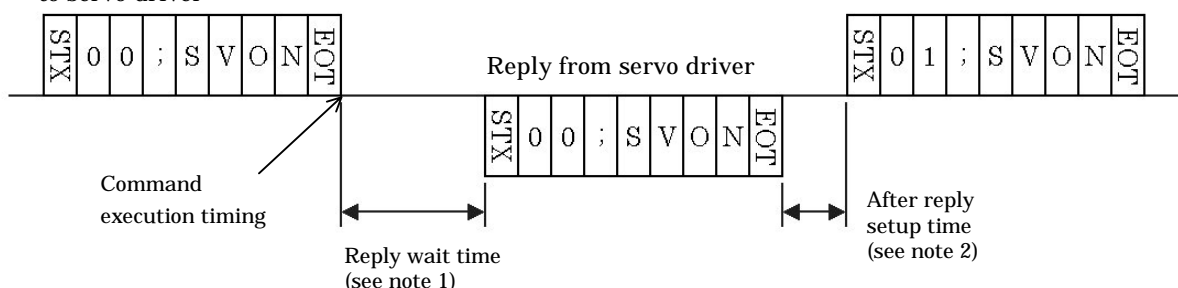 to servo driver
STX 0 0 ; S V O N EOT
STX 0 1 ; S V O N EOT
Reply from servo driver
STX 0 0 ; S V O N EOT
Command
execution timing
Reply wait time
(see note 1)
After reply
setup time
(see note 2)